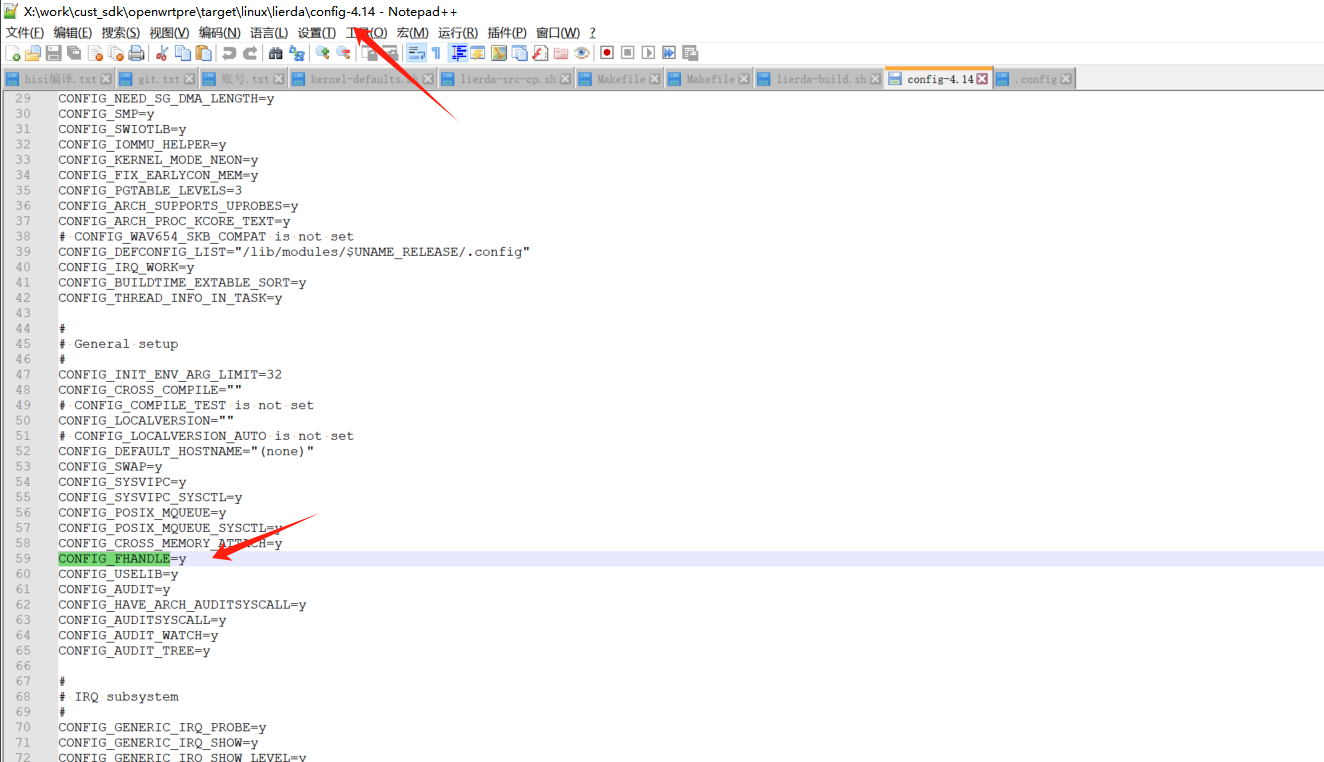 X:\work\cust_sdk\openwrtpre\target\linux\lierda\config-4.14 - Notepad++
文件(F) 编辑(E) 搜索(S) 视图(V) 编码(N) 语言(L) 设置(T) (O) 宏(M) 运行(R) 插件(P) 窗口(W) ?
hisi编译.txt git.txt 账号.txt kernel-defaults. lierda-src-cp.sh Makefile Makefile lierda-build.sh config-4.14 .config
29 CONFIG_NEED_SG_DMA_LENGTH=y
30 CONFIG_SMP=y
31 CONFIG_SWIOTLB=y
32 CONFIG_IOMMU_HELPER=y
33 CONFIG_KERNEL_MODE_NEON=y
34 CONFIG_FIX_EARLYCON_MEM=y
35 CONFIG_PGTABLE_LEVELS=3
36 CONFIG_ARCH_SUPPORTS_UPROBES=y
37 CONFIG_ARCH_PROC_KCORE_TEXT=y
38 # CONFIG_WAV654_SKB_COMPAT is not set
39 CONFIG_DEFCONFIG_LIST="/lib/modules/$UNAME_RELEASE/.config"
40 CONFIG_IRQ_WORK=y
41 CONFIG_BUILDTIME_EXTABLE_SORT=y
42 CONFIG_THREAD_INFO_IN_TASK=y
43
44 #
45 # General setup
46 #
47 CONFIG_INIT_ENV_ARG_LIMIT=32
48 CONFIG_CROSS_COMPILE=""
49 # CONFIG_COMPILE_TEST is not set
50 CONFIG_LOCALVERSION=""
51 # CONFIG_LOCALVERSION_AUTO is not set
52 CONFIG_DEFAULT_HOSTNAME="(none)"
53 CONFIG_SWAP=y
54 CONFIG_SYSVIPC=y
55 CONFIG_SYSVIPC_SYSCTL=y
56 CONFIG_POSIX_MQUEUE=y
57 CONFIG_POSIX_MQUEUE_SYSCTL=y
58 CONFIG_CROSS_MEMORY_ATTACH=y
59 CONFIG_FHANDLE=y
60 CONFIG_USELIB=y
61 CONFIG_AUDIT=y
62 CONFIG_HAVE_ARCH_AUDITSYSCALL=y
63 CONFIG_AUDITSYSCALL=y
64 CONFIG_AUDIT_WATCH=y
65 CONFIG_AUDIT_TREE=y
66
67 #
68 # IRQ subsystem
69 #
70 CONFIG_GENERIC_IRQ_PROBE=y
71 CONFIG_GENERIC_IRQ_SHOW=y
72 CONFIG_GENERIC_IRQ_SHOW_LEVEL=y